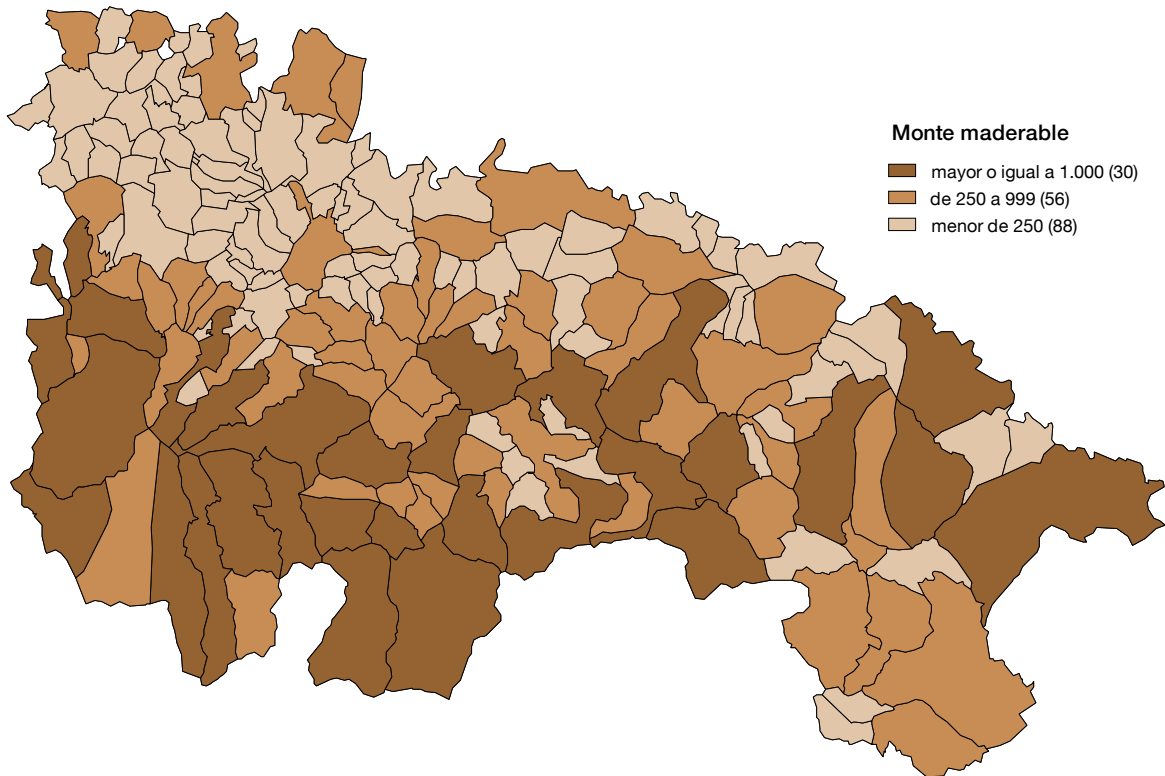 Monte maderable
mayor o igual a 1.000 (30)
de 250 a 999 (56)
menor de 250 (88)